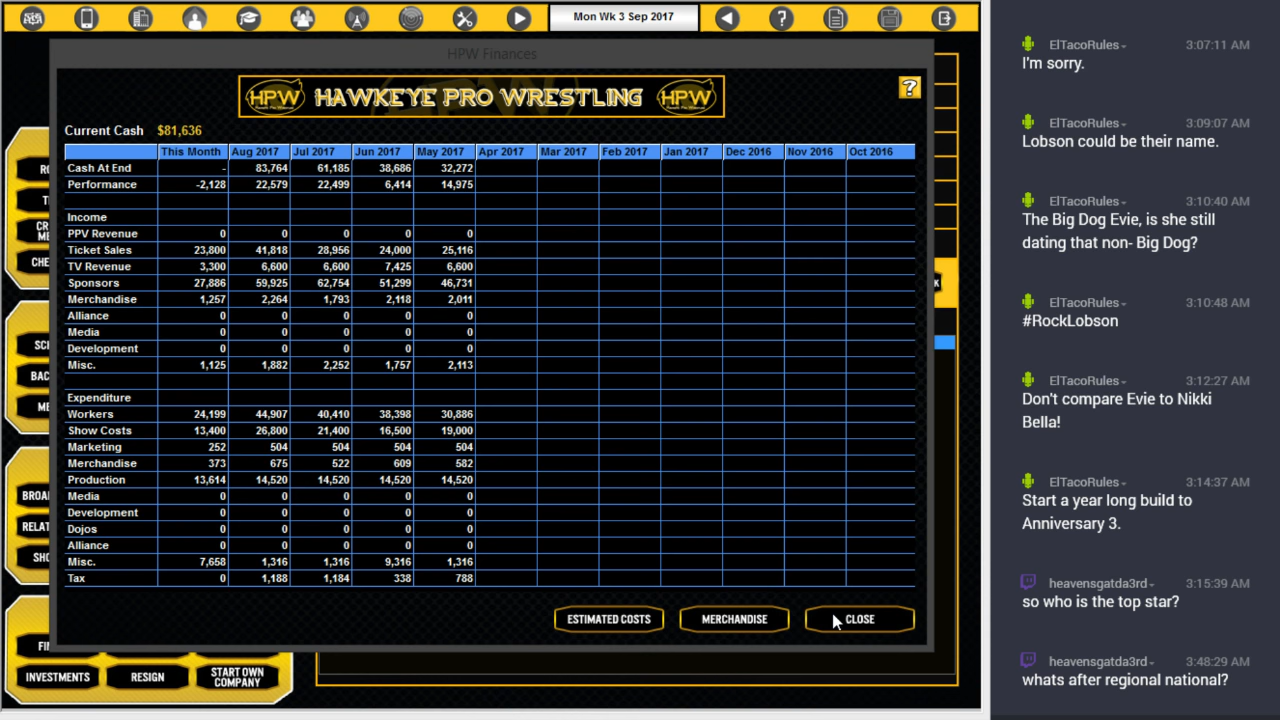 Mon Wk 3 Sep 2017
HPW Finances
HPW HAWKEYE PRO WRESTLING HPW
?
Current Cash $81,636
This Month Aug 2017 Jul 2017 Jun 2017 May 2017 Apr 2017 Mar 2017 Feb 2017 Jan 2017 Dec 2016 Nov 2016 Oct 2016
Cash At End - 83,764 61,185 38,686 32,272
Performance -2,128 22,579 22,499 6,414 14,975
Income
PPV Revenue 0 0 0 0 0
Ticket Sales 23,800 41,818 28,956 24,000 25,116
TV Revenue 3,300 6,600 6,600 7,425 6,600
Sponsors 27,886 59,925 62,754 51,299 46,731
Merchandise 1,257 2,264 1,793 2,118 2,011
Alliance 0 0 0 0 0
Media 0 0 0 0 0
Development 0 0 0 0 0
Misc. 1,125 1,882 2,252 1,757 2,113
Expenditure
Workers 24,199 44,907 40,410 38,398 30,886
Show Costs 13,400 26,800 21,400 16,500 19,000
Marketing 252 504 504 504 504
Merchandise 373 675 522 609 582
Production 13,614 14,520 14,520 14,520 14,520
Media 0 0 0 0 0
Development 0 0 0 0 0
Dojos 0 0 0 0 0
Alliance 0 0 0 0 0
Misc. 7,658 1,316 1,316 9,316 1,316
Tax 0 1,188 1,184 338 788
ESTIMATED COSTS MERCHANDISE CLOSE
RO
T
CR
ME
CHE
SC
BAC
ME
BROA
RELAT
SHO
FI
INVESTMENTS RESIGN START OWN
COMPANY
ElTacoRules 3:07:11 AM
I'm sorry.
ElTacoRules 3:09:07 AM
Lobson could be their name.
ElTacoRules 3:10:40 AM
The Big Dog Evie, is she still
dating that non- Big Dog?
ElTacoRules 3:10:48 AM
#RockLobson
ElTacoRules 3:12:27 AM
Don't compare Evie to Nikki
Bella!
ElTacoRules 3:14:37 AM
Start a year long build to
Anniversary 3.
heavensgatda3rd 3:15:39 AM
so who is the top star?
heavensgatda3rd 3:48:29 AM
whats after regional national?